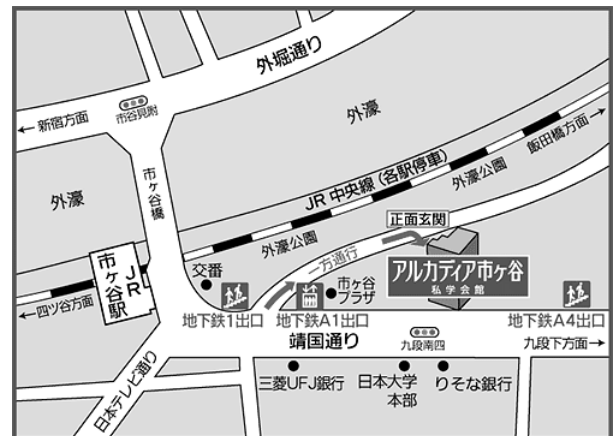 外堀通り
←新宿方面
市谷見附
外濠
飯田橋方面→
市ヶ谷橋
外濠
JR 中央線(各駅停車)
外濠公園
正面玄関
外濠公園
一方通行
アルカディア市ヶ谷
私学会館
JR
市ヶ谷駅
交番
市ヶ谷
プラザ
←四ツ谷方面
地下鉄1出口
地下鉄A1出口
地下鉄A4出口
靖国通り
九段南四
九段下方面→
日本テレビ通り
三菱UFJ銀行
日本大学
本部
りそな銀行